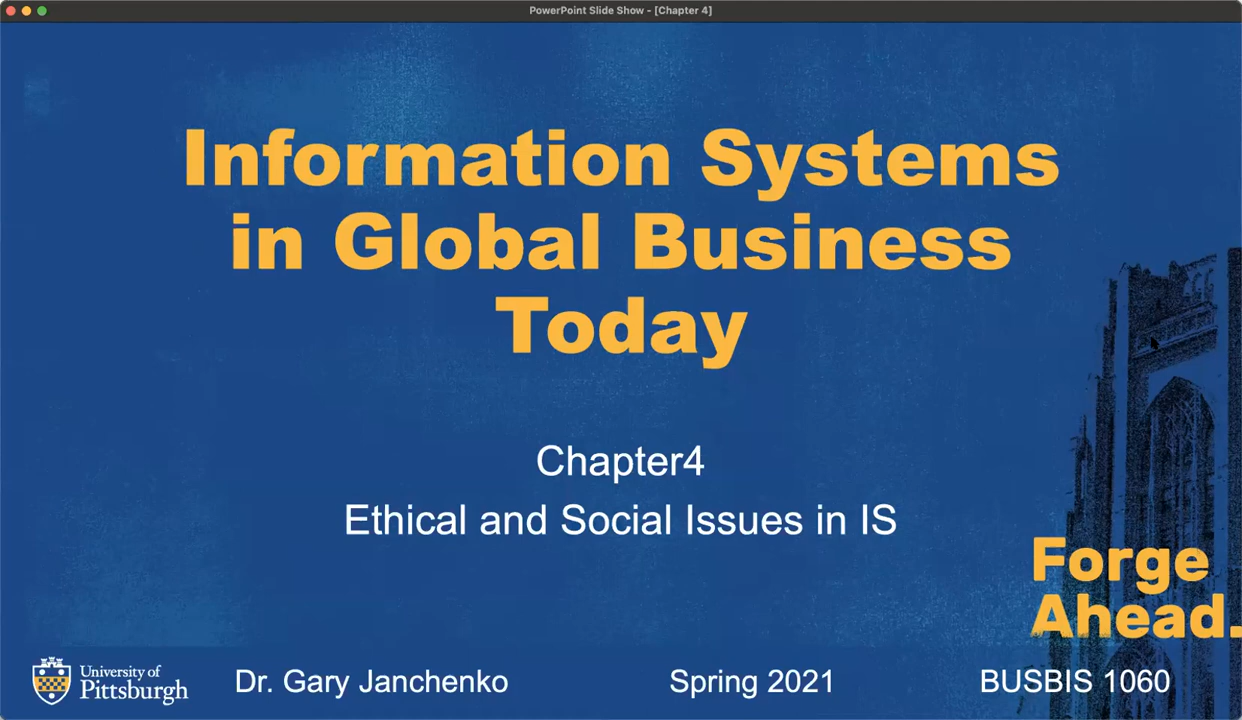 PowerPoint Slide Show - [Chapter 4]
Information Systems
in Global Business
Today
Chapter4
Ethical and Social Issues in IS
Forge
Ahead.
University of
Pittsburgh
Dr. Gary Janchenko
Spring 2021
BUSBIS 1060